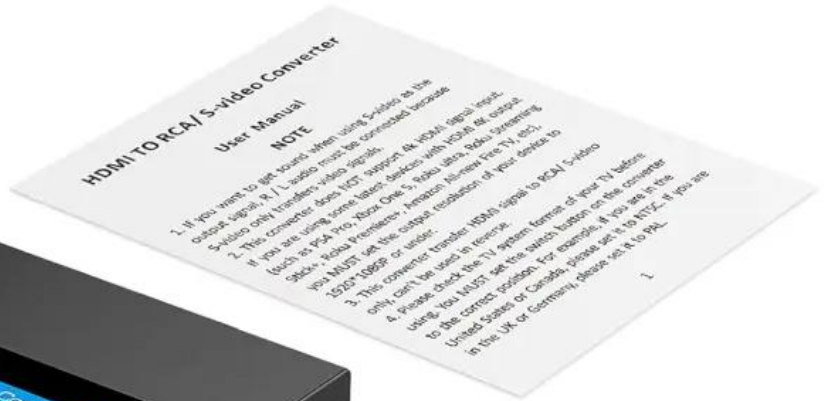 HDMI TO RCA/ S-video Converter
User Manual
NOTE
1. If you want to get sound when using S-video as the
output signal, R / L audio must be connected because
S-video only transfers video signals.
2. This converter does NOT support 4k HDMI signal input.
If you are using some latest devices with HDMI 4K output
(such as PS4 Pro, Xbox One S, Roku Ultra, Roku Streaming
Stick+, Roku Premiere+, Amazon All-new Fire TV, etc),
you MUST set the output resolution of your device to
1920*1080P or under.
3. This converter transfer HDMI signal to RCA/ S-video
only, can't be used in reverse.
4. Please check the TV system format of your TV before
using. You MUST set the switch button on the converter
to the correct position. For example, if you are in the
United States or Canada, please set it to NTSC. If you are
in the UK or Germany, please set it to PAL.
1